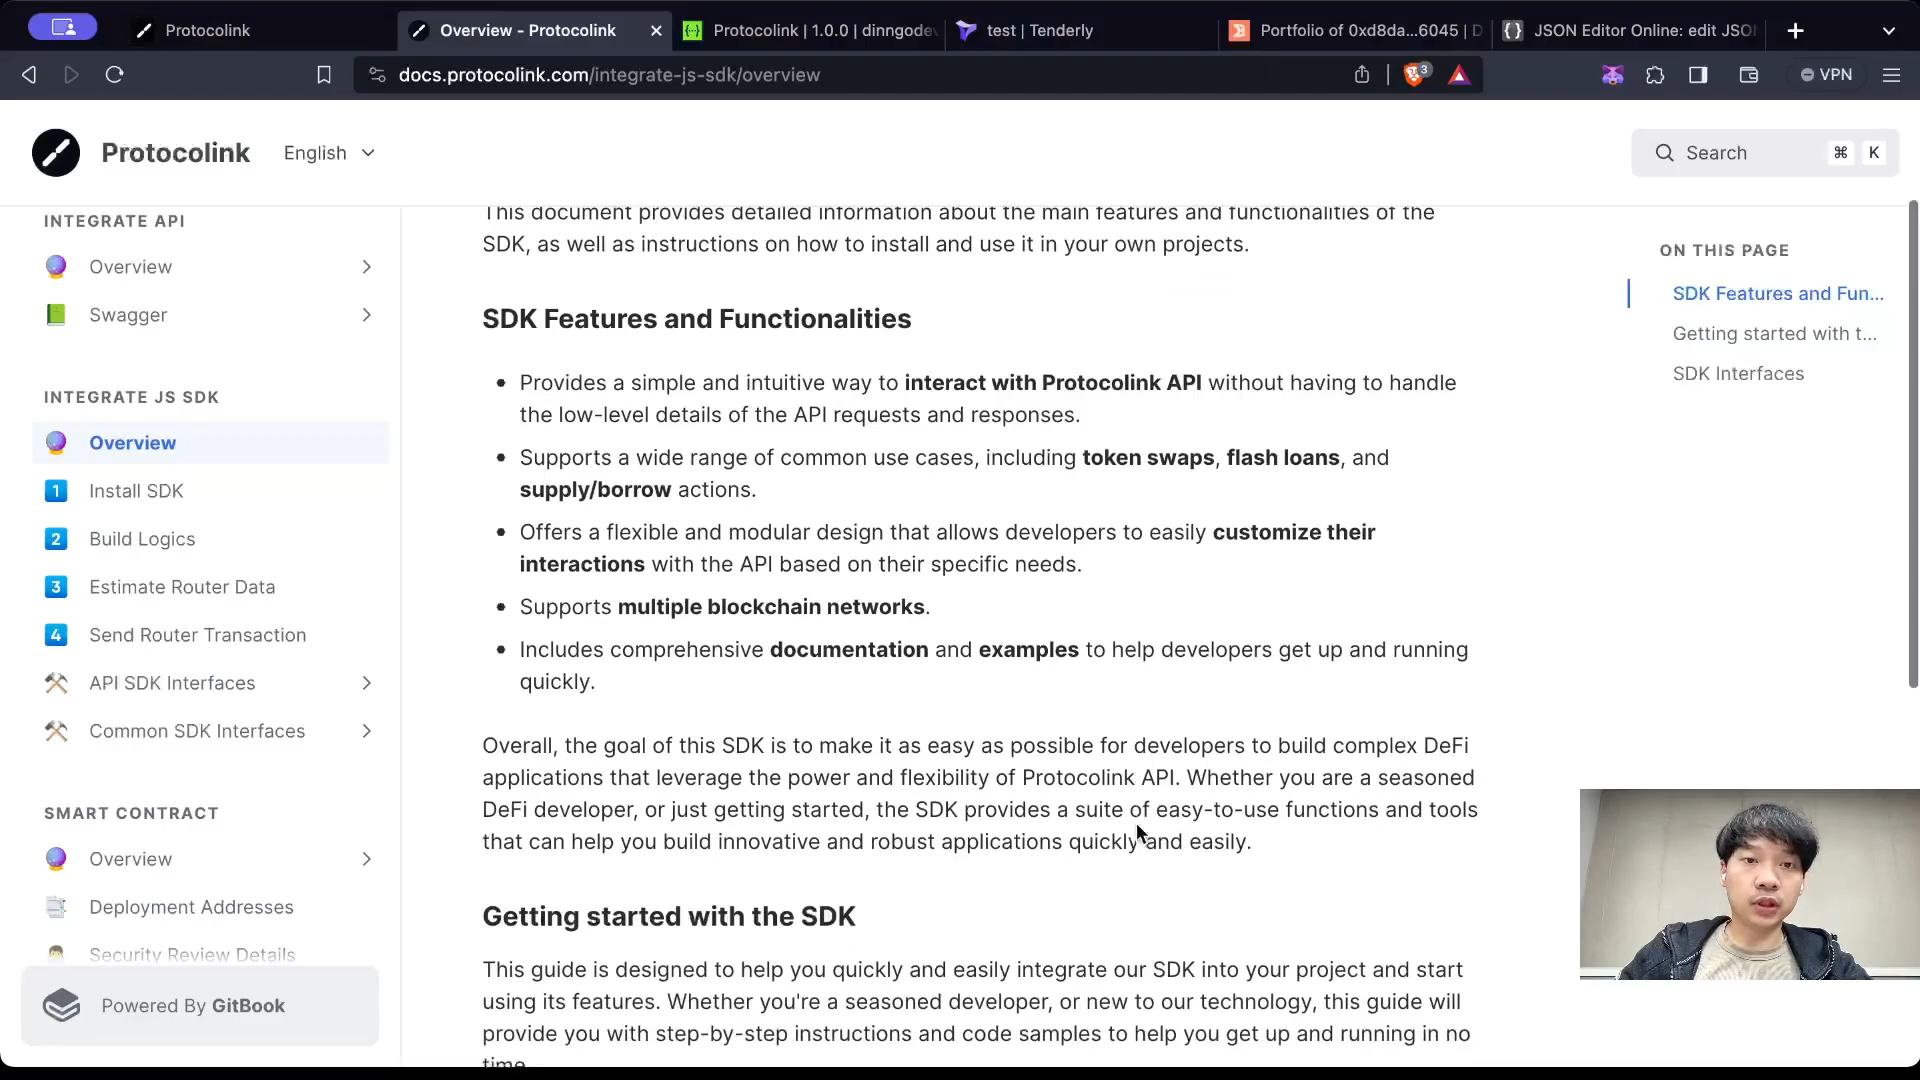 Protocolink
Overview - Protocolink
Protocolink | 1.0.0 | dinngodev
test | Tenderly
Portfolio of 0xd8da...6045 | D
JSON Editor Online: edit JSO
docs.protocolink.com/integrate-js-sdk/overview
3
VPN
Protocolink
English
Search
⌘ K
INTEGRATE API
Overview
Swagger
INTEGRATE JS SDK
Overview
1 Install SDK
2 Build Logics
3 Estimate Router Data
4 Send Router Transaction
API SDK Interfaces
Common SDK Interfaces
SMART CONTRACT
Overview
Deployment Addresses
Security Review Details
Powered By GitBook
This document provides detailed information about the main features and functionalities of the
SDK, as well as instructions on how to install and use it in your own projects.
SDK Features and Functionalities
• Provides a simple and intuitive way to interact with Protocolink API without having to handle
the low-level details of the API requests and responses.
• Supports a wide range of common use cases, including token swaps, flash loans, and
supply/borrow actions.
• Offers a flexible and modular design that allows developers to easily customize their
interactions with the API based on their specific needs.
• Supports multiple blockchain networks.
• Includes comprehensive documentation and examples to help developers get up and running
quickly.
Overall, the goal of this SDK is to make it as easy as possible for developers to build complex DeFi
applications that leverage the power and flexibility of Protocolink API. Whether you are a seasoned
DeFi developer, or just getting started, the SDK provides a suite of easy-to-use functions and tools
that can help you build innovative and robust applications quickly and easily.
Getting started with the SDK
This guide is designed to help you quickly and easily integrate our SDK into your project and start
using its features. Whether you're a seasoned developer, or new to our technology, this guide will
provide you with step-by-step instructions and code samples to help you get up and running in no
time.
ON THIS PAGE
SDK Features and Fun...
Getting started with t...
SDK Interfaces